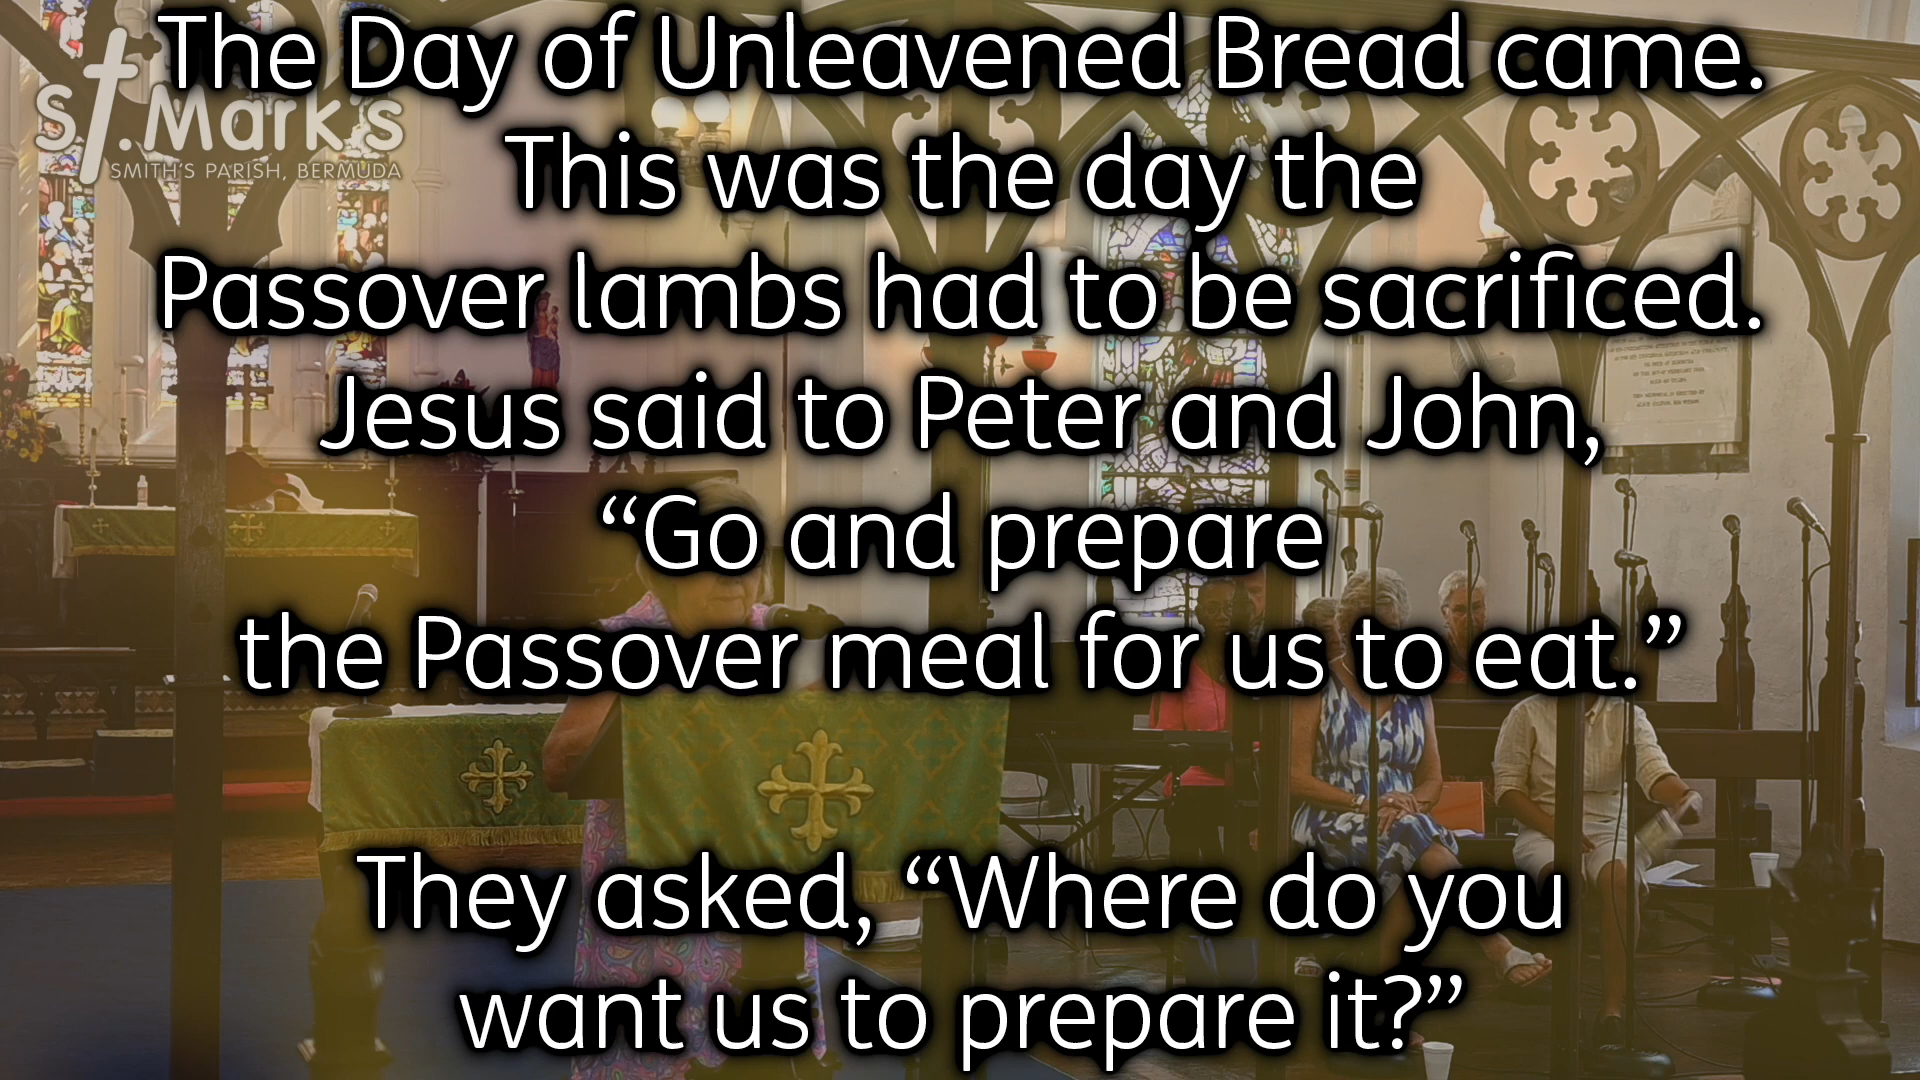 The Day of Unleavened Bread came.
St. Mark's
SMITH'S PARISH, BERMUDA
This was the day the
Passover lambs had to be sacrificed.
Jesus said to Peter and John,
“Go and prepare
the Passover meal for us to eat.”
They asked, “Where do you
want us to prepare it?”